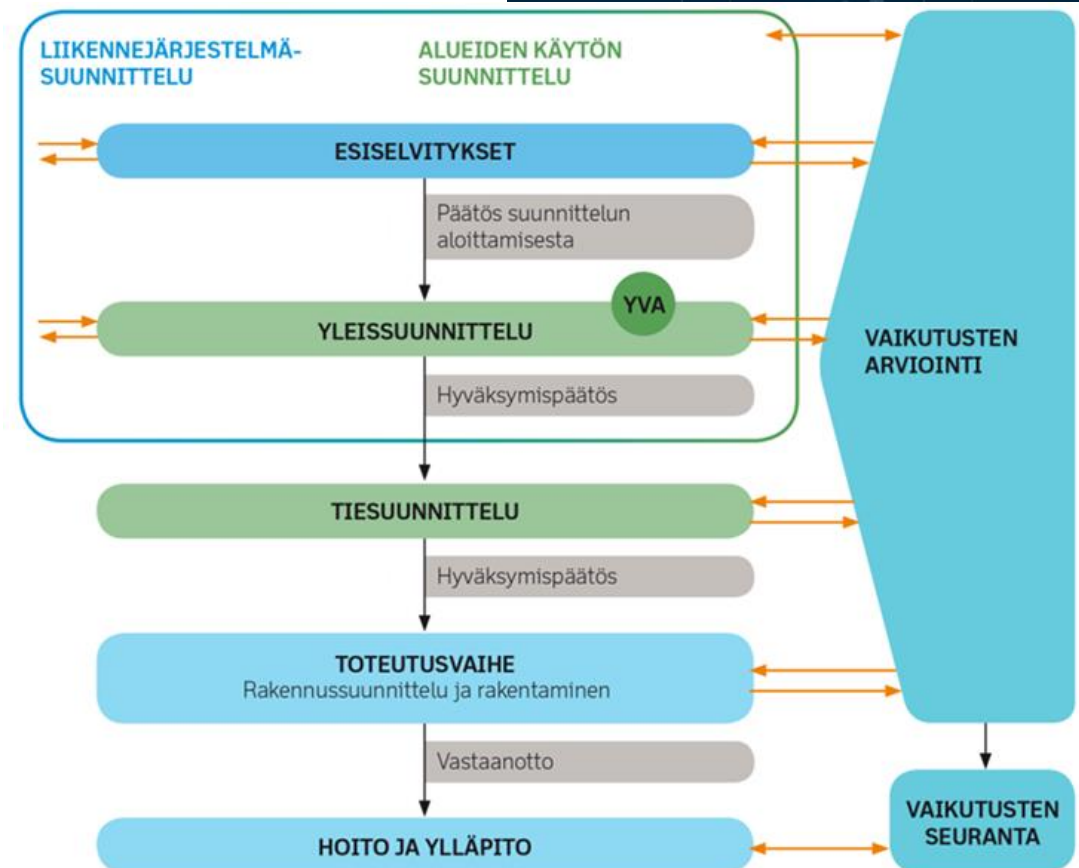 LIIKENNEJÄRJESTELMÄ-
SUUNNITTELU
ALUEIDEN KÄYTÖN
SUUNNITTELU
ESISELVITYKSET
Päätös suunnittelun
aloittamisesta
YVA
YLEISSUUNNITTELU
VAIKUTUSTEN
ARVIOINTI
Hyväksymispäätös
TIESUUNNITTELU
Hyväksymispäätös
TOTEUTUSVAIHE
Rakennussuunnittelu ja rakentaminen
Vastaanotto
HOITO JA YLLÄPITO
VAIKUTUSTEN
SEURANTA